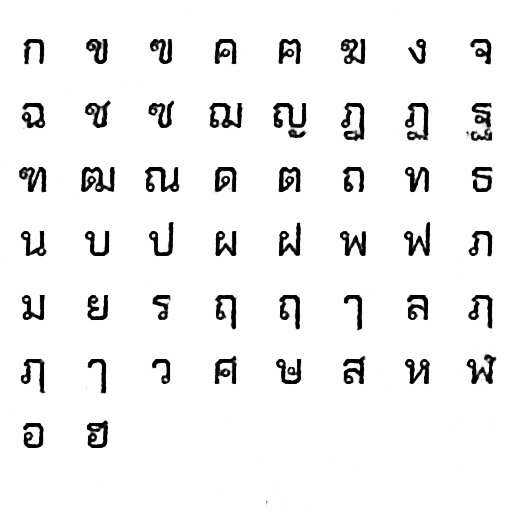 ก ข ฃ ค ฅ ฆ ง จ
ฉ ช ซ ฌ ญ ฎ ฏ ฐ
ฑ ฒ ณ ด ต ถ ท ธ
น บ ป ผ ฝ พ ฟ ภ
ม ย ร ฤ ฤ ๅ ล ฦ
ฦ ๅ ว ศ ษ ส ห ฬ
อ ฮ